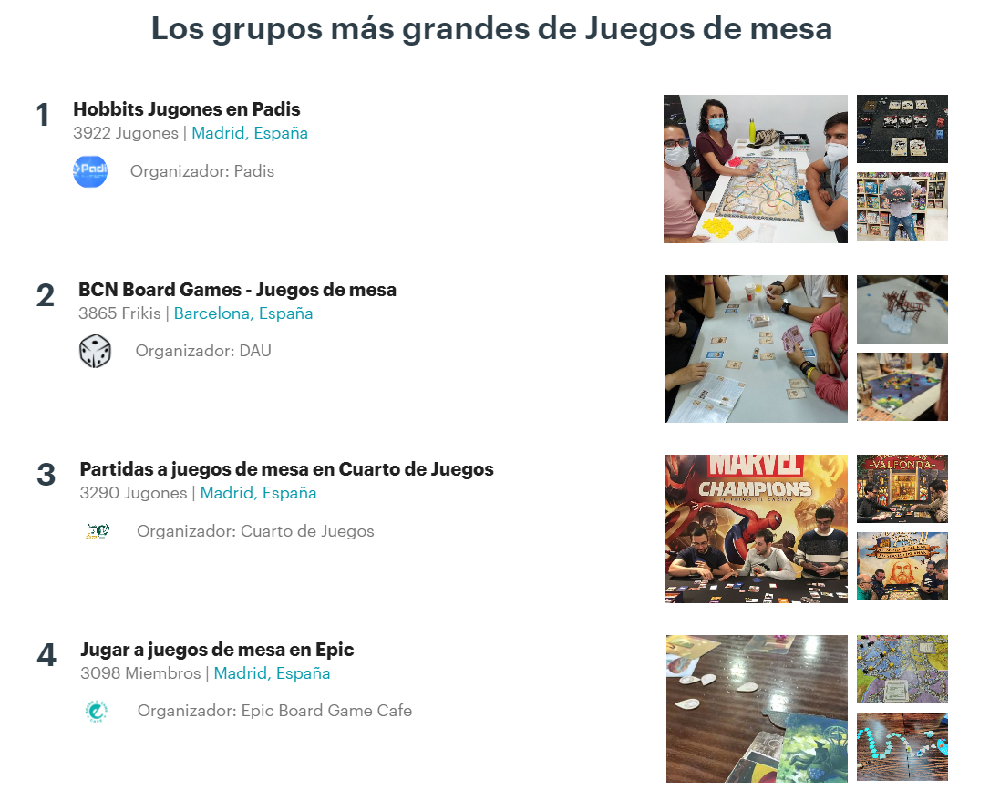 Los grupos más grandes de Juegos de mesa
1
Hobbits Jugones en Padis
3922 Jugones | Madrid, España
Padi
Organizador: Padis
2
BCN Board Games - Juegos de mesa
3865 Frikis | Barcelona, España
Organizador: DAU
3
Partidas a juegos de mesa en Cuarto de Juegos
3290 Jugones | Madrid, España
Organizador: Cuarto de Juegos
MARVEL
CHAMPIONS
VALFONDA
4
Jugar a juegos de mesa en Epic
3098 Miembros | Madrid, España
Organizador: Epic Board Game Cafe